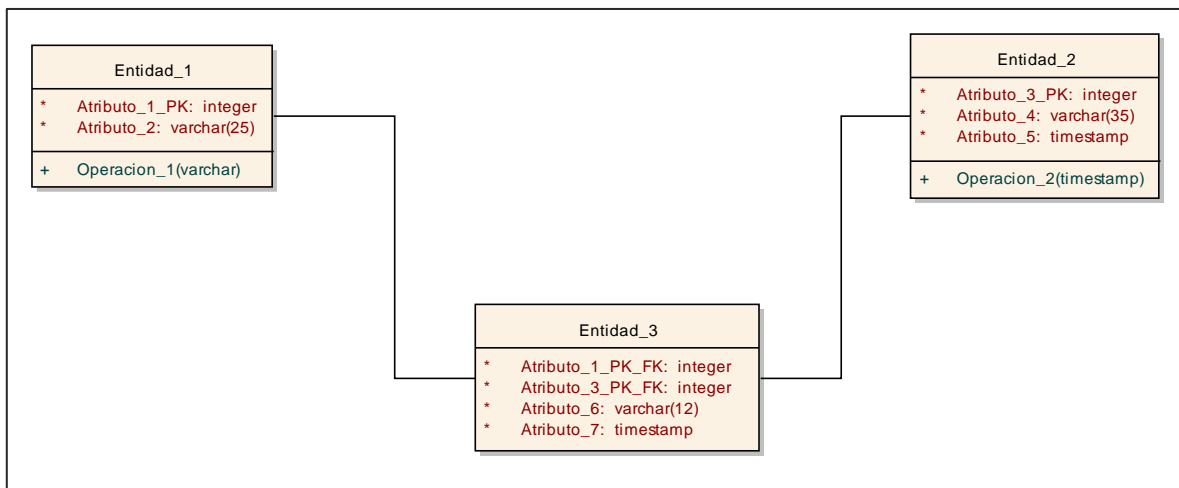 Entidad_1
* Atributo_1_PK: integer
* Atributo_2: varchar(25)
+ Operacion_1(varchar)
Entidad_2
* Atributo_3_PK: integer
* Atributo_4: varchar(35)
* Atributo_5: timestamp
+ Operacion_2(timestamp)
Entidad_3
* Atributo_1_PK_FK: integer
* Atributo_3_PK_FK: integer
* Atributo_6: varchar(12)
* Atributo_7: timestamp